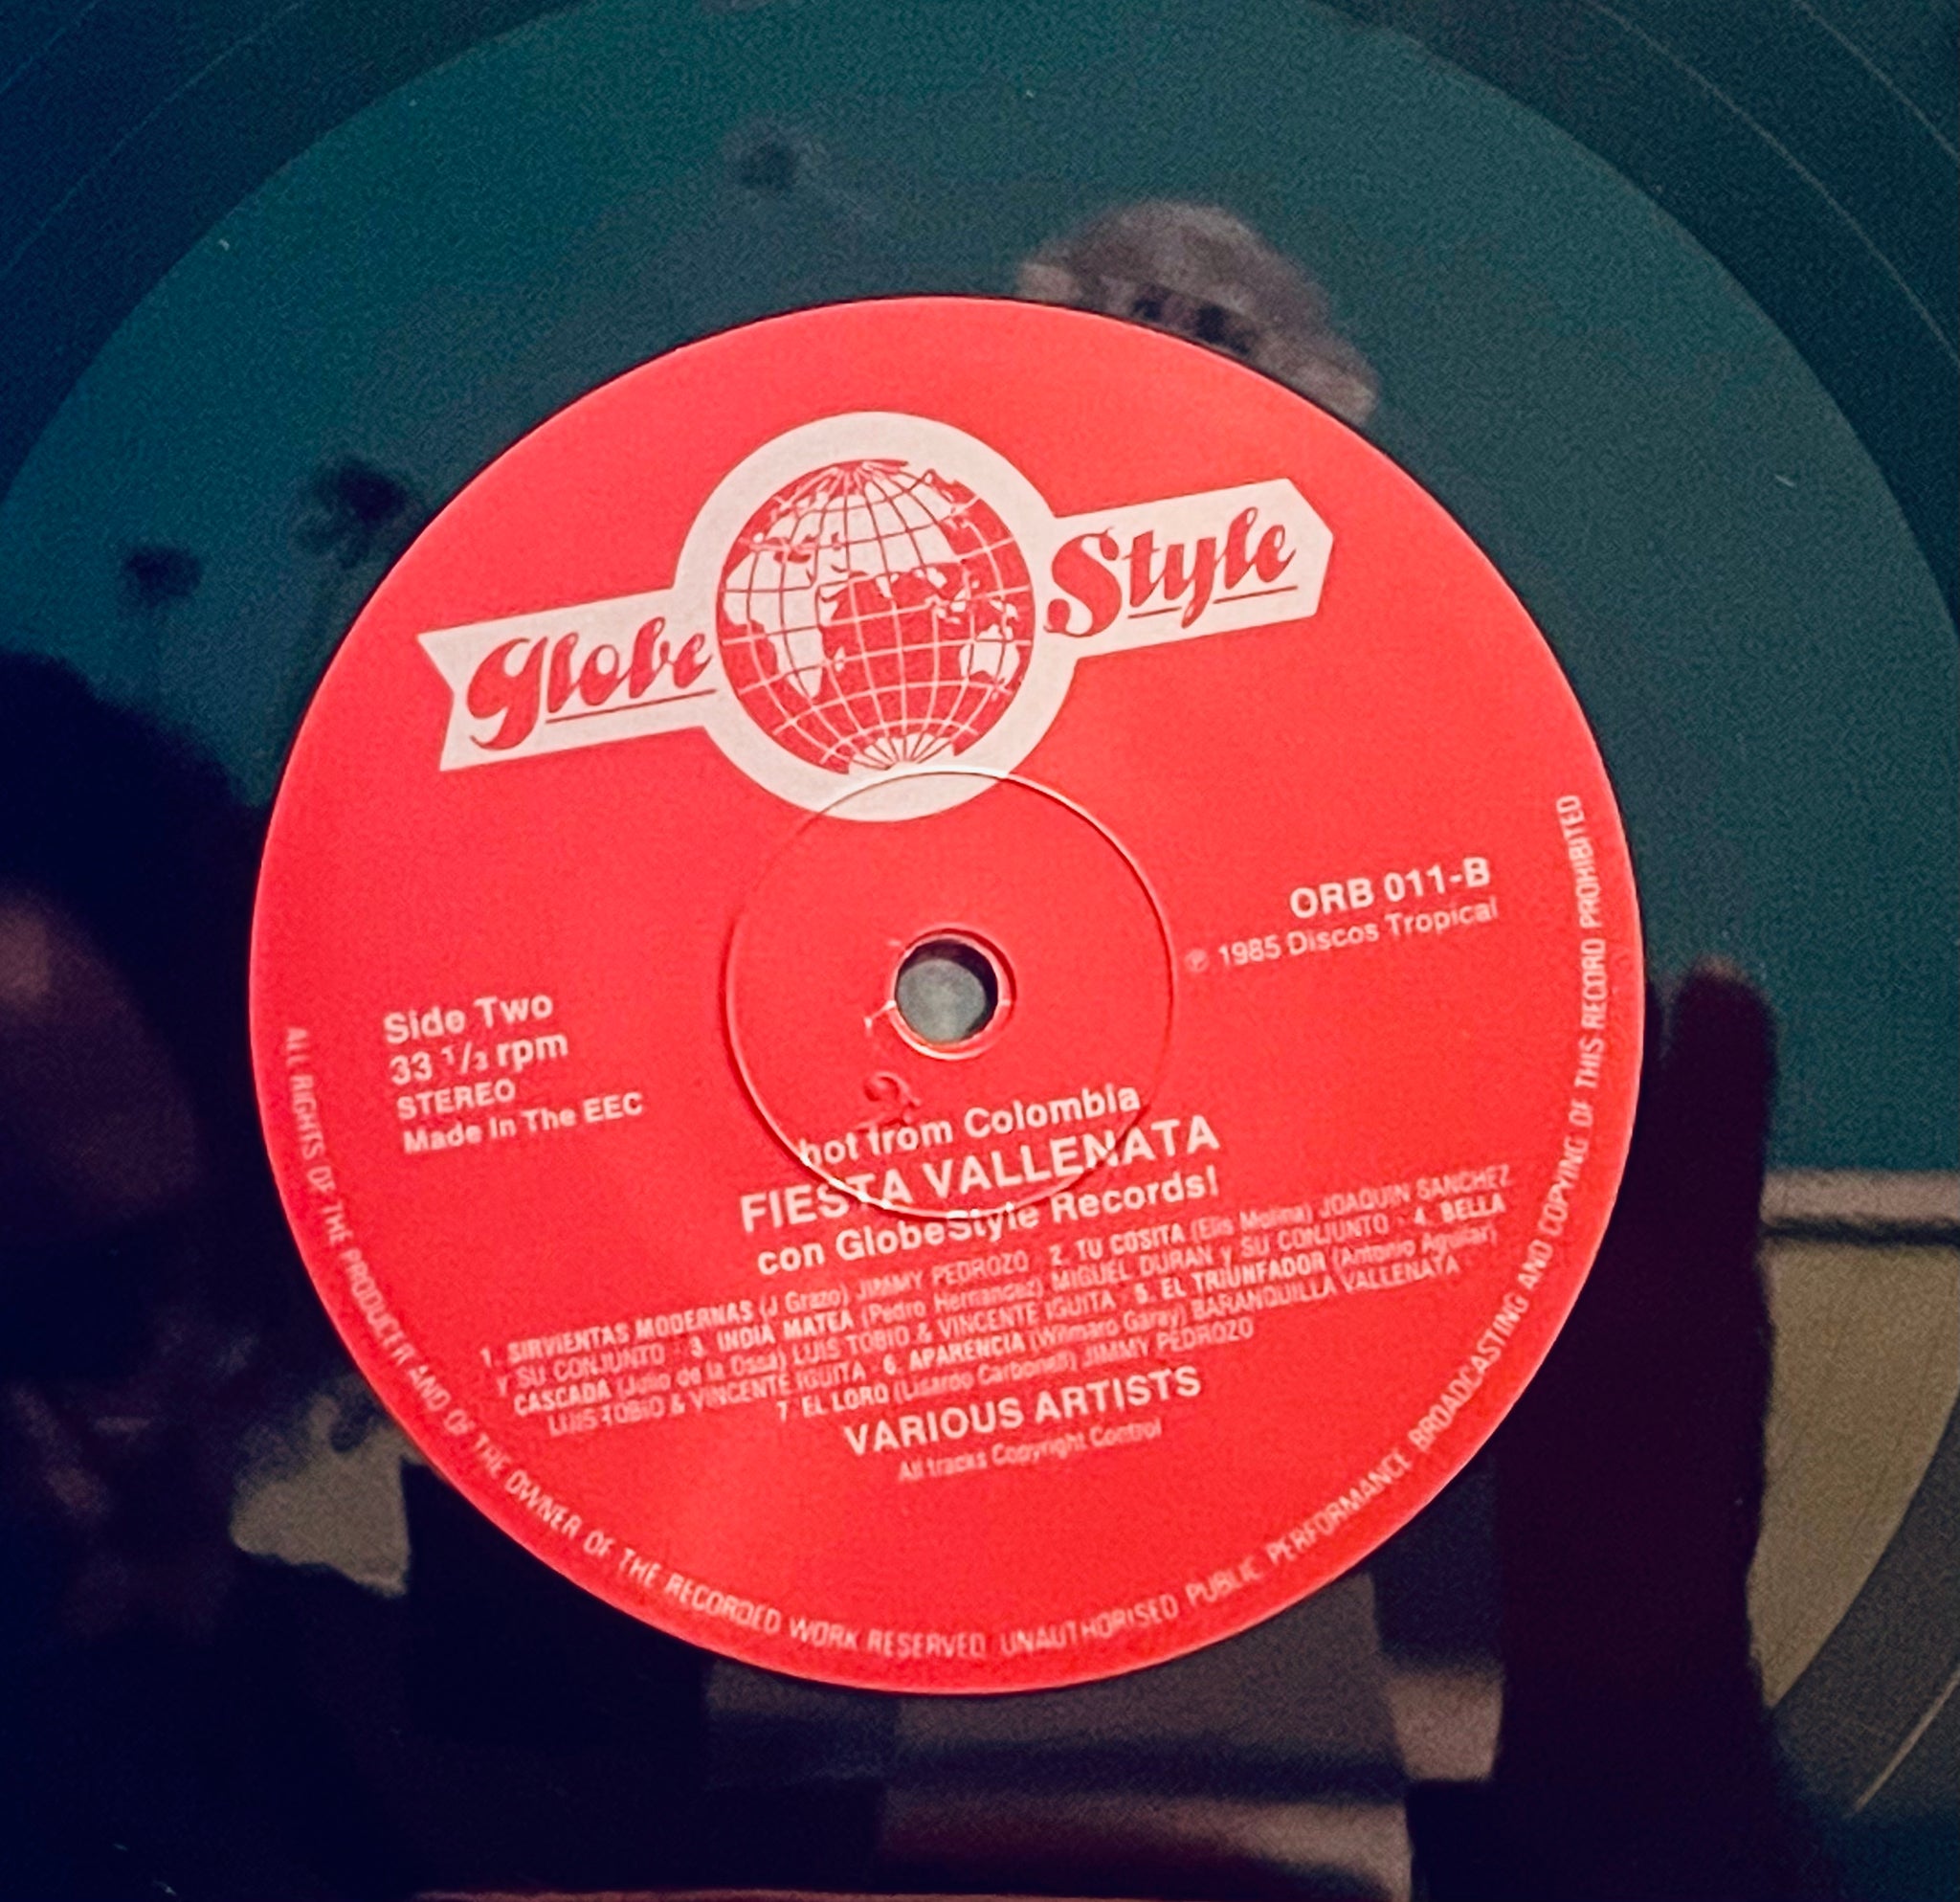 Globe Style
ORB 011-B
℗ 1985 Discos Tropical
Side Two
33 1/3 rpm
STEREO
Made In The EEC
hot from Colombia
FIESTA VALLENATA
con GlobeStyle Records!
1. SIRVIENTAS MODERNAS (J Grazo) JIMMY PEDROZO · 2. TU COSITA (Elis Molina) JOAQUIN SANCHEZ
Y SU CONJUNTO · 3. INDIA MATEA (Pedro Hernandez) MIGUEL DURAN y SU CONJUNTO · 4. BELLA
CASCADA (Julio de la Ossa) LUIS TOBIO & VINCENTE IGUITA · 5. EL TRIUNFADOR (Antonio Aguilar)
LUIS TOBIO & VINCENTE IGUITA · 6. APARENCIA (Wilmaro Garay) BARANQUILLA VALLENATA
7 EL LORO (Lisardo Carbonell) JIMMY PEDROZO
VARIOUS ARTISTS
All tracks Copyright Control
ALL RIGHTS OF THE PRODUCER AND OF THE OWNER OF THE RECORDED WORK RESERVED UNAUTHORISED PUBLIC PERFORMANCE BROADCASTING AND COPYING OF THIS RECORD PROHIBITED